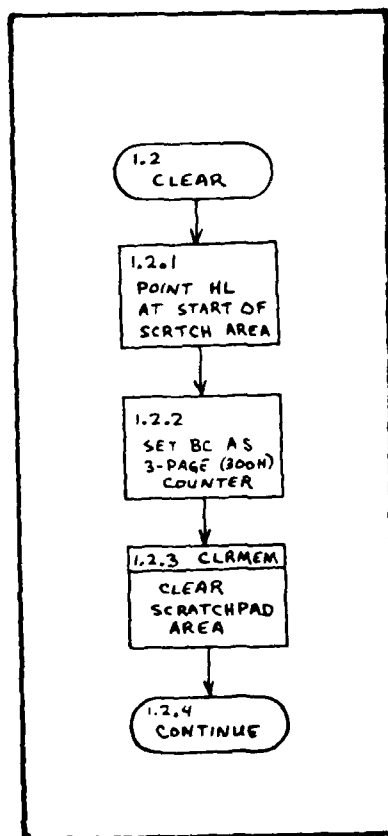 1.2
CLEAR
1.2.1
POINT HL
AT START OF
SCRTCH AREA
1.2.2
SET BC AS
3-PAGE (300H)
COUNTER
1.2.3 CLRMEM
CLEAR
SCRATCHPAD
AREA
1.2.4
CONTINUE